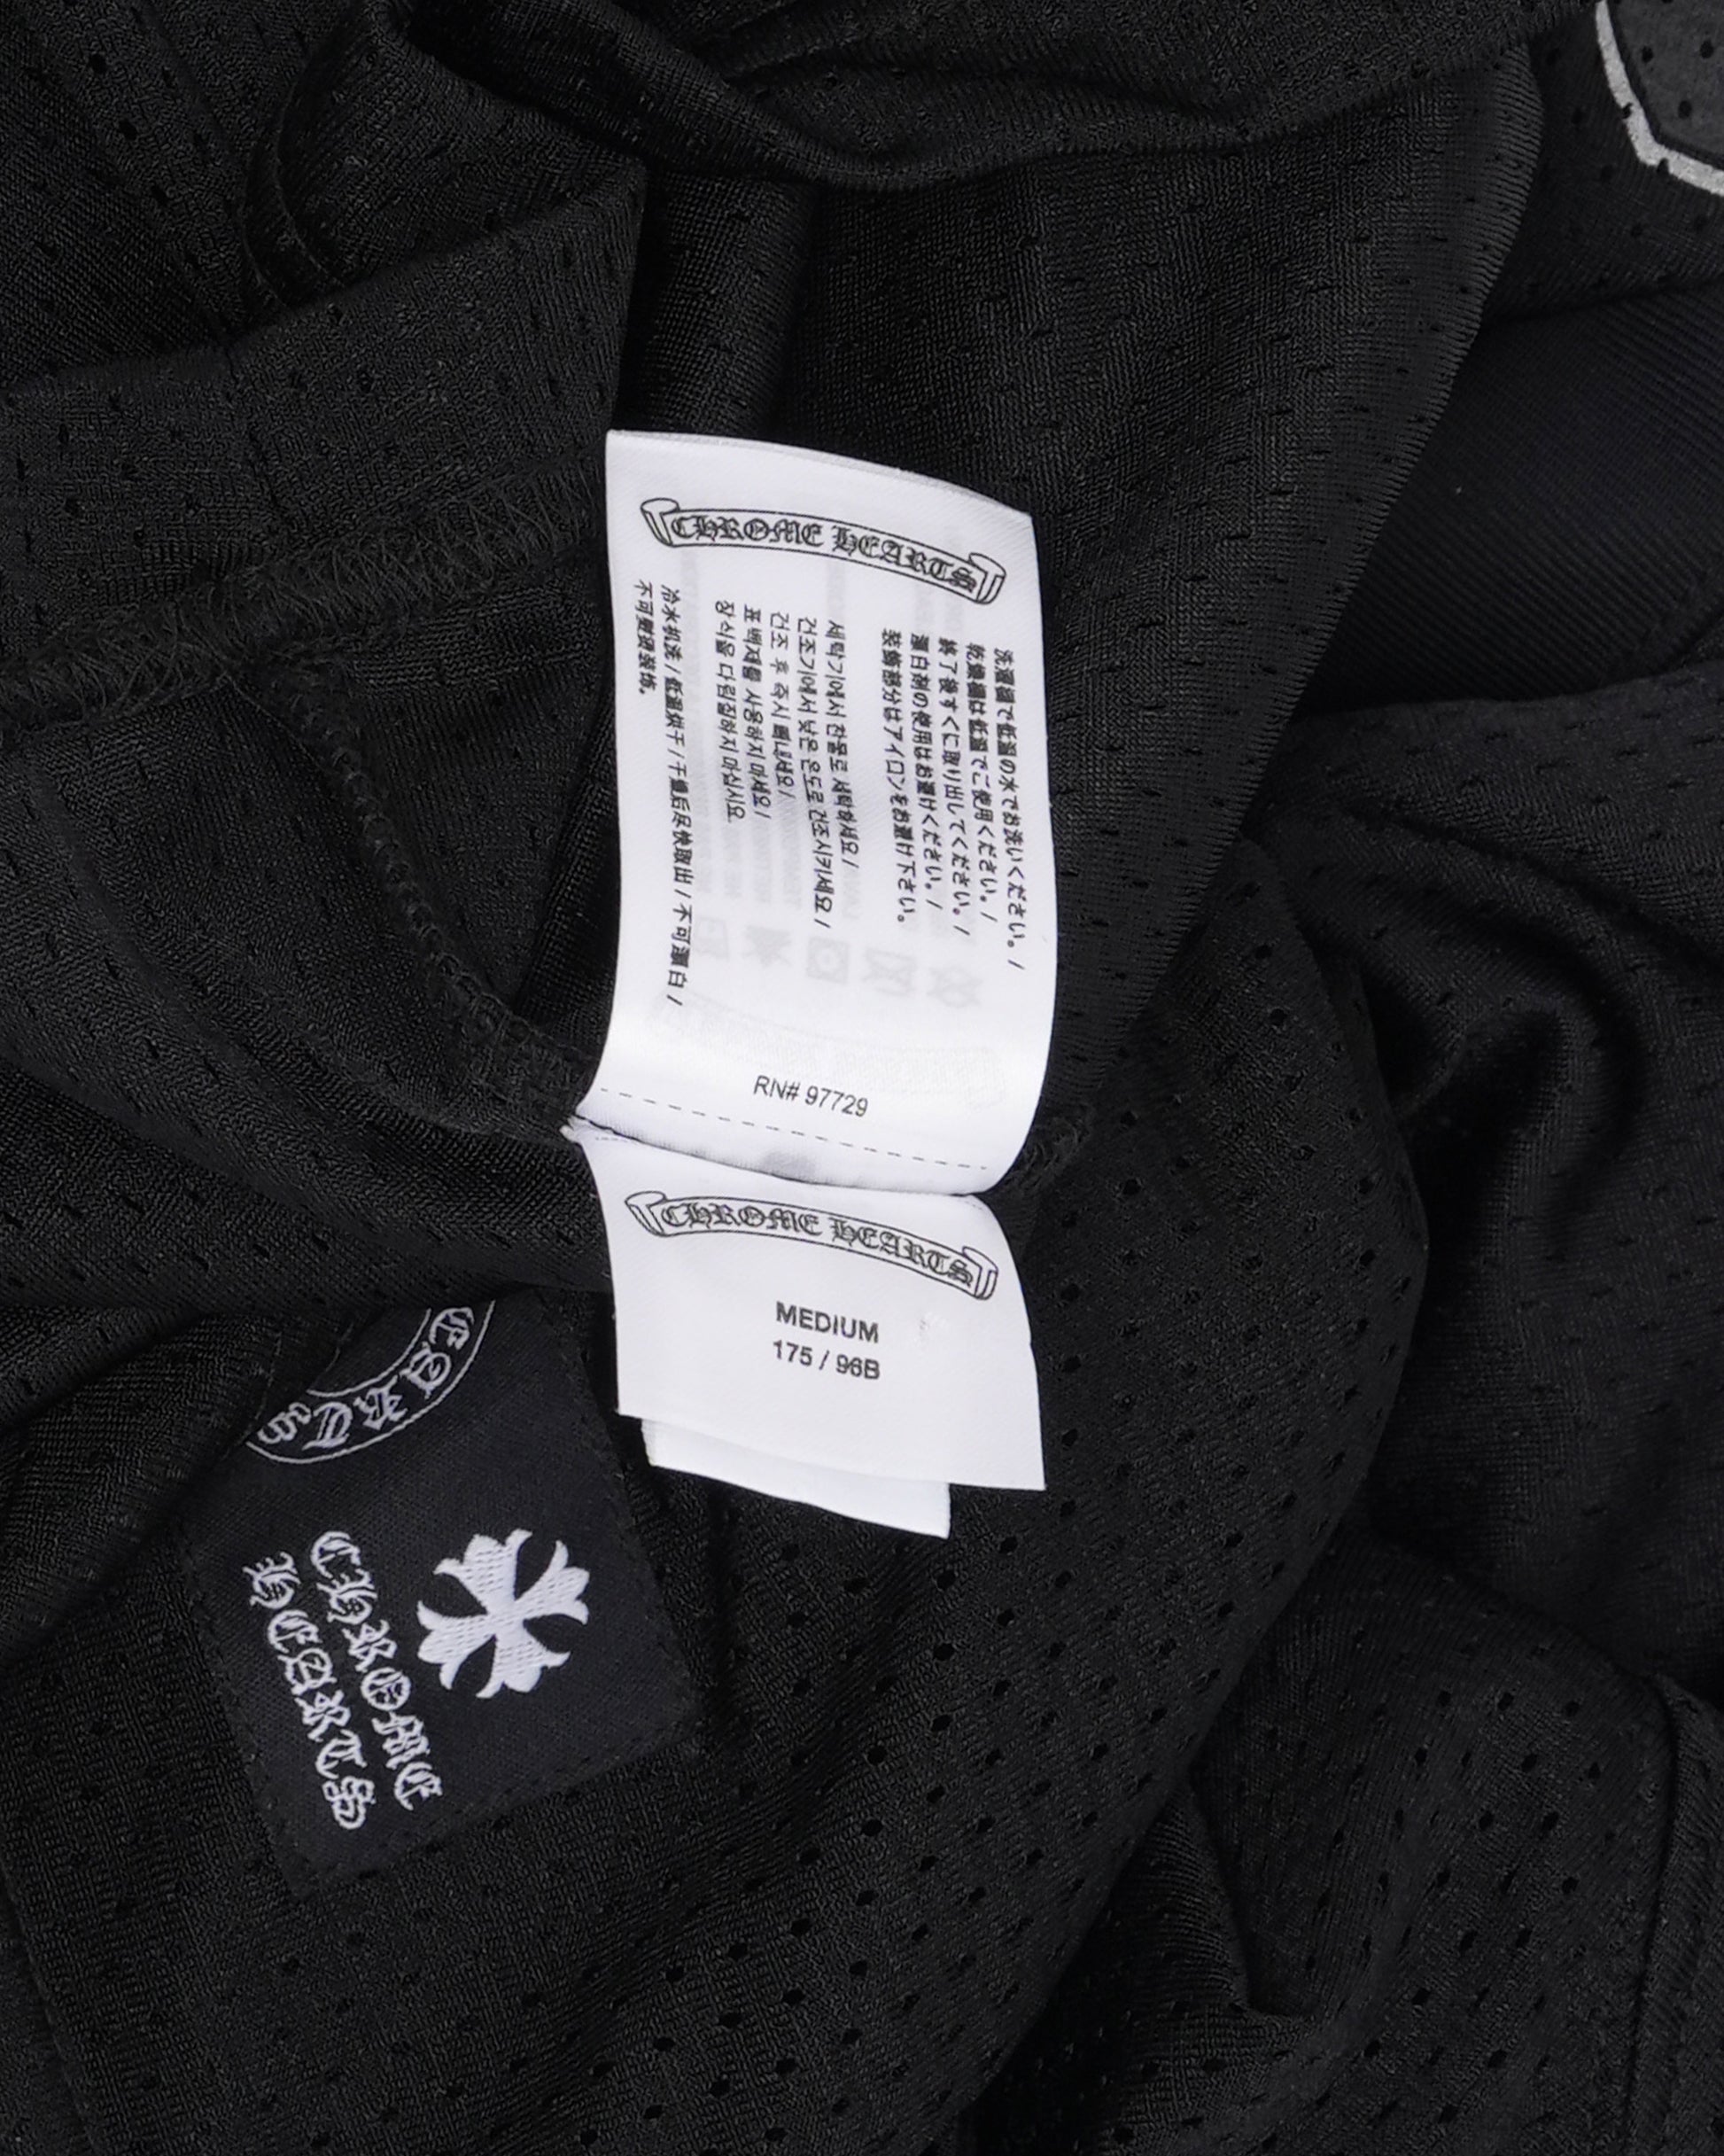 CHROME HEARTS
洗濯機で低温の水でお洗いください。/
乾燥機は低温でご使用ください。/
終了後すぐに取り出してください。/
漂白剤の使用はお避けください。/
装飾部分はアイロンをお避け下さい。
세탁기에서 찬물로 세탁하세요 /
건조기에서 낮은 온도로 건조시키세요 /
건조 후 즉시 빼내세요 /
표백제를 사용하지 마세요 /
장식을 다림질하지 마십시요
冷水机洗 / 低温烘干 / 干燥后尽快取出 / 不可漂白 /
不可熨烫装饰。
RN# 97729
CHROME HEARTS
MEDIUM
175 / 96B
CHROME
HEARTS